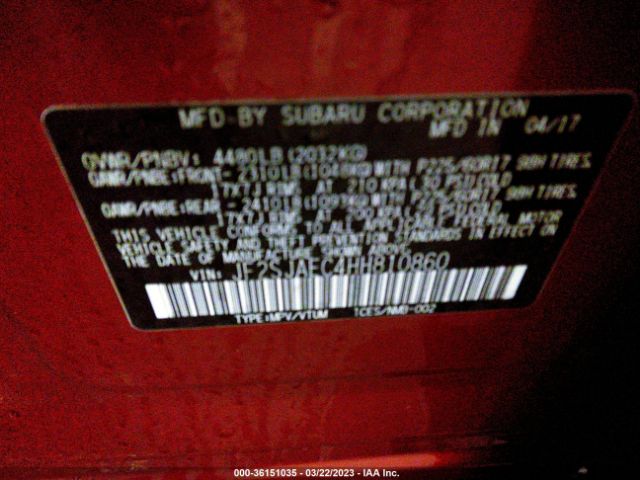 MFD BY SUBARU CORPORATION
MFD IN 04/17
GVWR/PNBV: 4480LB (2032KG)
GAWR/PNBE:FRONT- 2310LB (1048KG) WITH P225/60R17 98H TIRES
17X7J RIMS AT 210 KPA ( 30 PSI) COLD
GAWR/PNBE:REAR - 2410LB (1093KG) WITH P225/60R17 98H TIRES
17X7J RIMS AT 200 KPA COLD
THIS VEHICLE CONFORMS TO ALL APPLICABLE FEDERAL MOTOR
VEHICLE SAFETY AND THEFT PREVENTION STANDARDS IN EFFECT
ON THE DATE OF MANUFACTURE SHOWN ABOVE.
VIN: JF2SJAEC4HH810860
TYPE:MPV/VTUM TCES/NMO-002
000-36151035 - 03/22/2023 - IAA Inc.